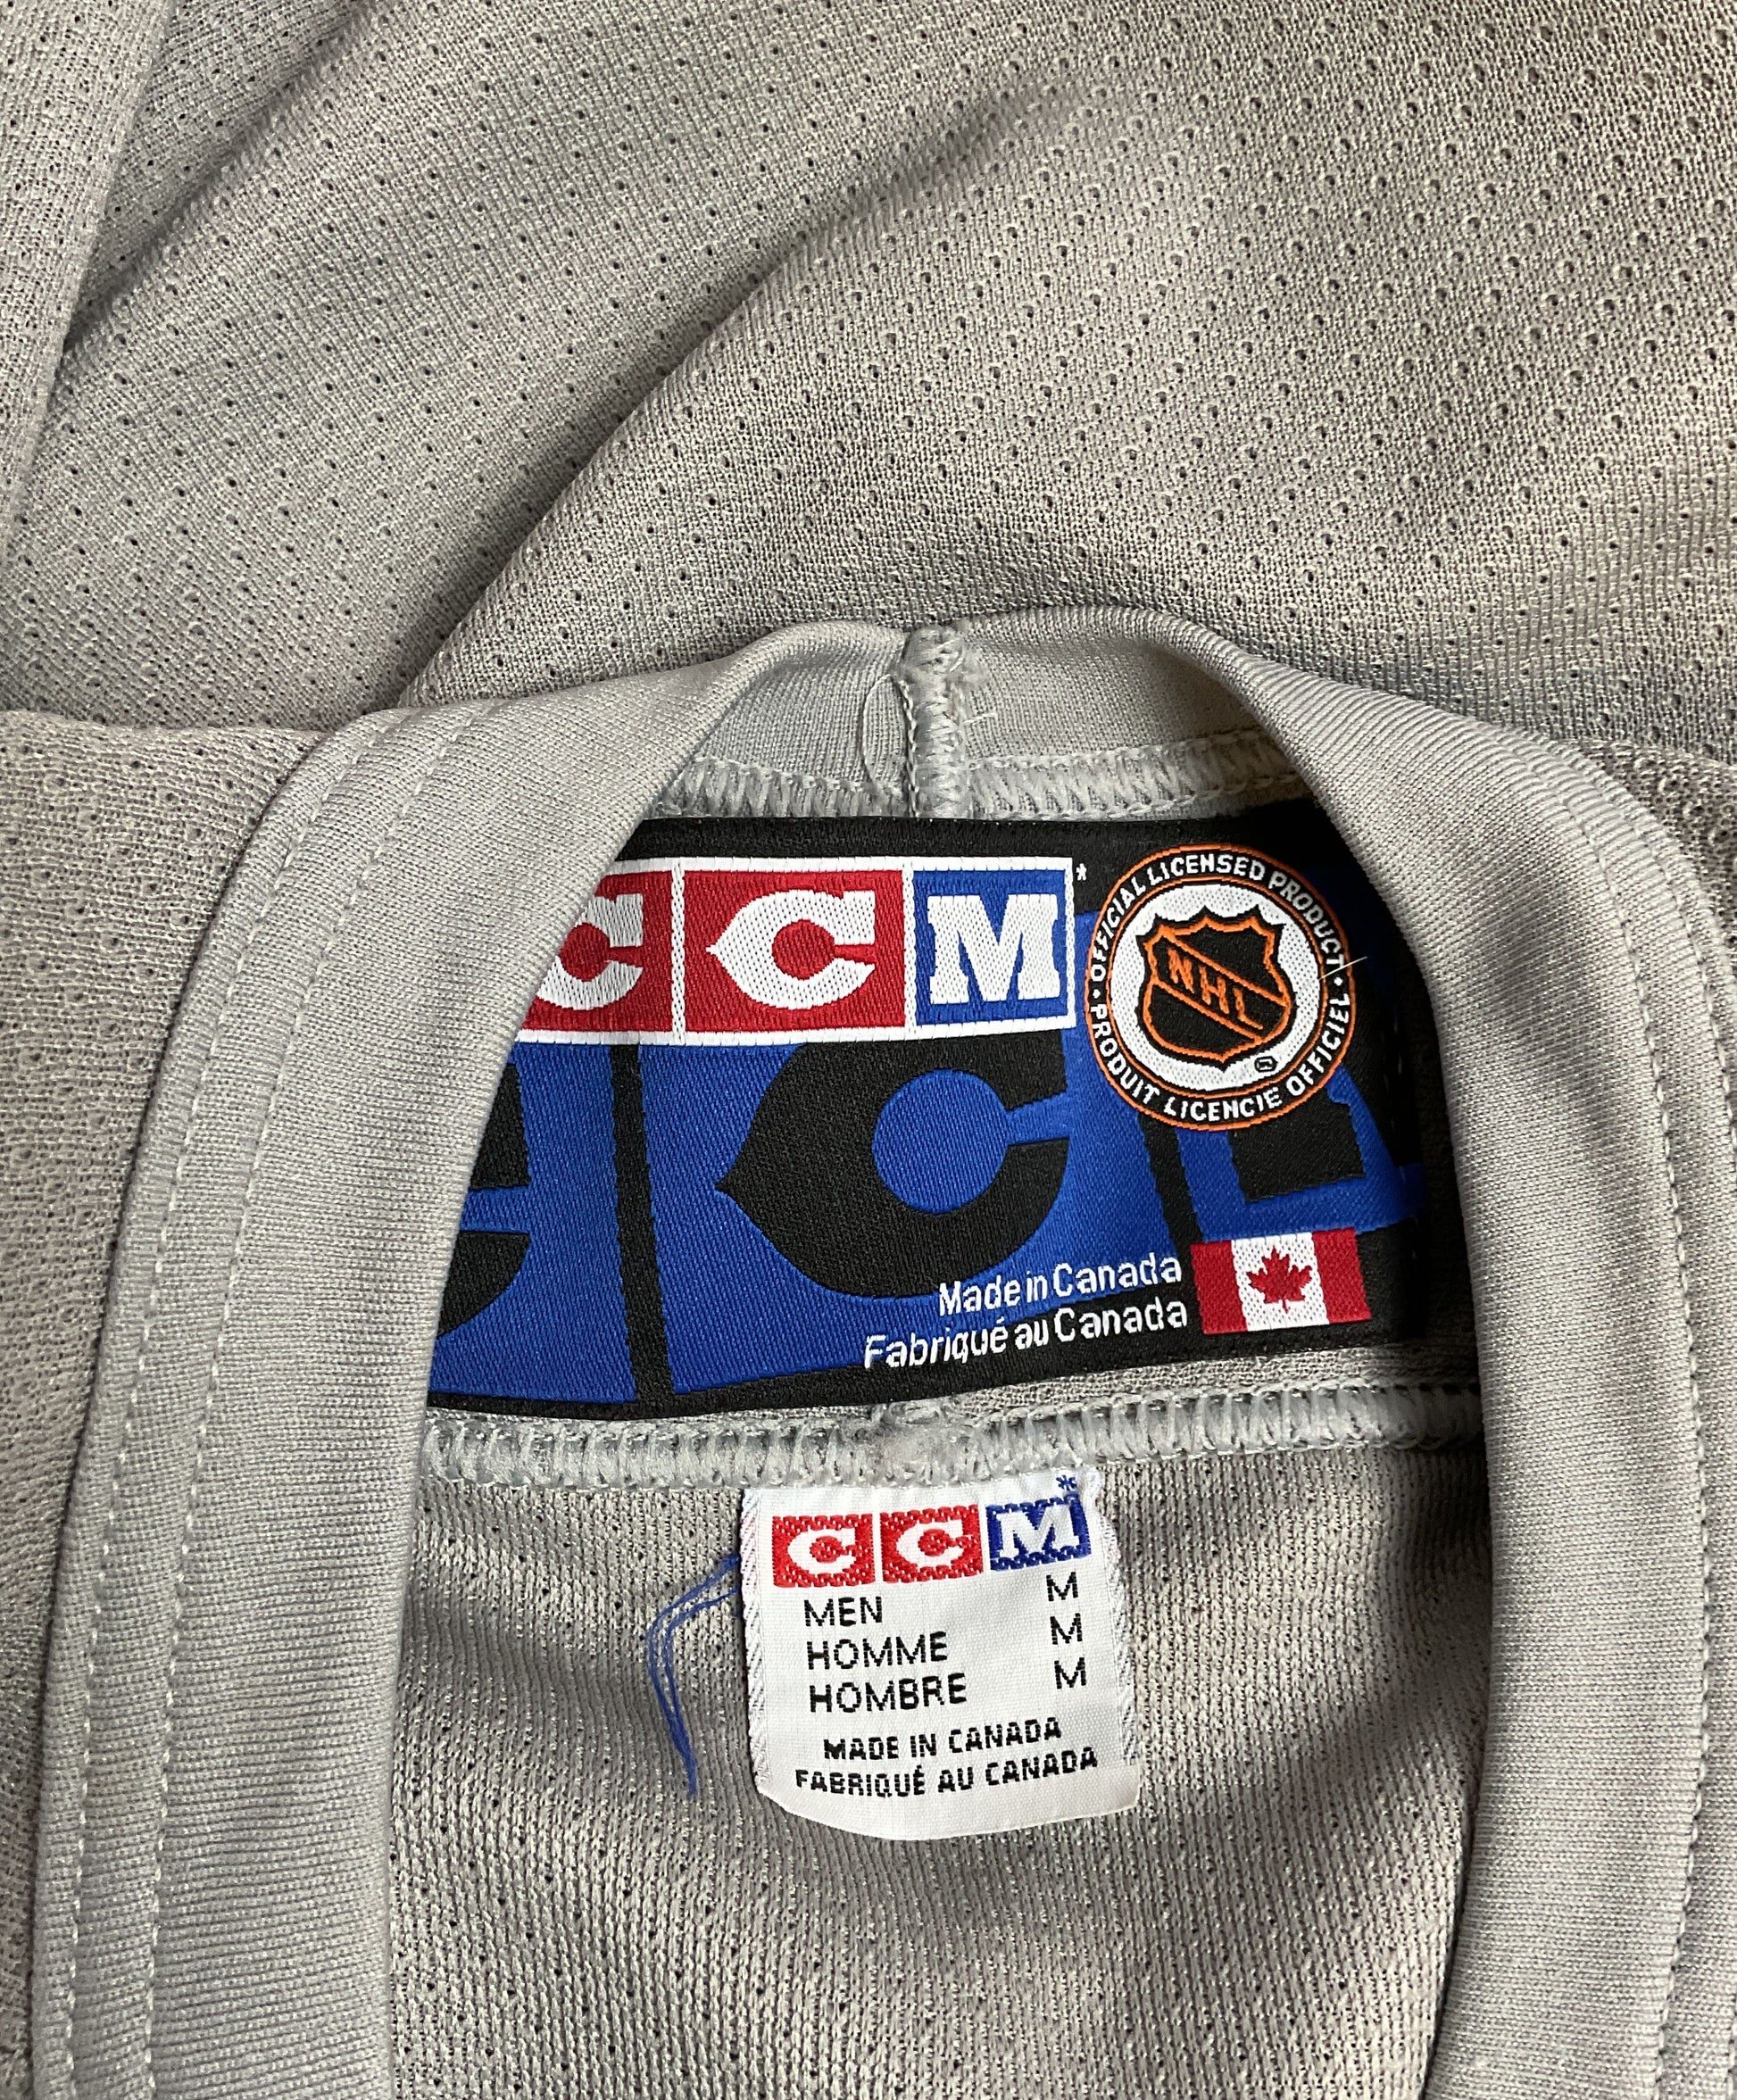 CCM*
OFFICIAL LICENSED PRODUCT • PRODUIT LICENCIE OFFICIEL •
NHL
®
Made in Canada
Fabriqué au Canada
CCM*
MEN M
HOMME M
HOMBRE M
MADE IN CANADA
FABRIQUÉ AU CANADA